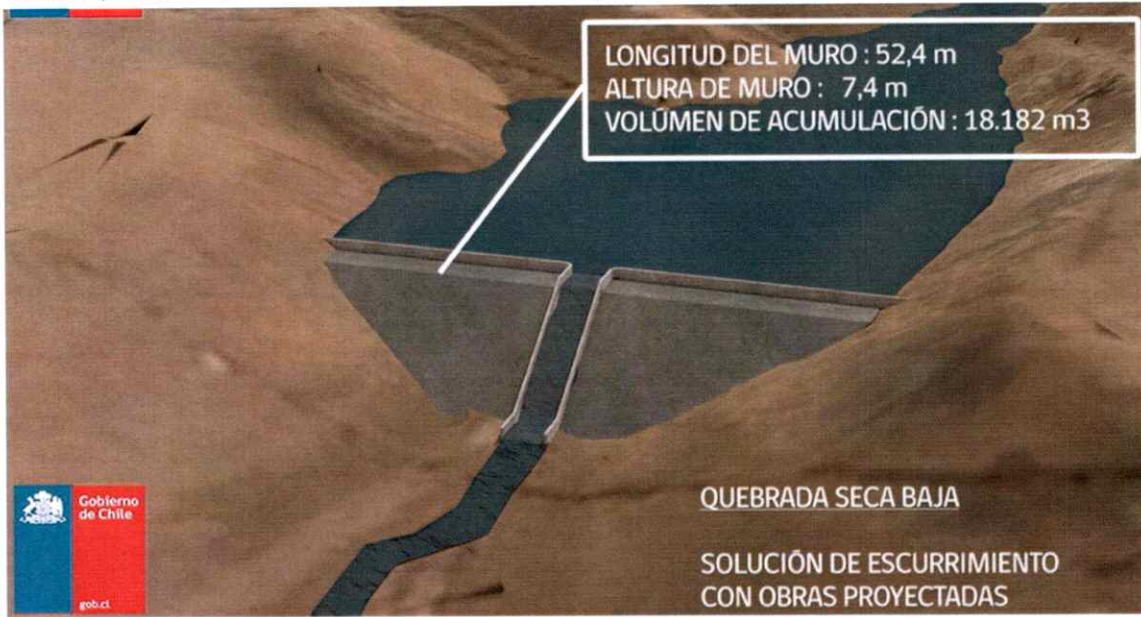 LONGITUD DEL MURO : 52,4 m
ALTURA DE MURO : 7,4 m
VOLÚMEN DE ACUMULACIÓN : 18.182 m3
Gobierno
de Chile
gob.cl
QUEBRADA SECA BAJA
SOLUCIÓN DE ESCURRIMIENTO
CON OBRAS PROYECTADAS